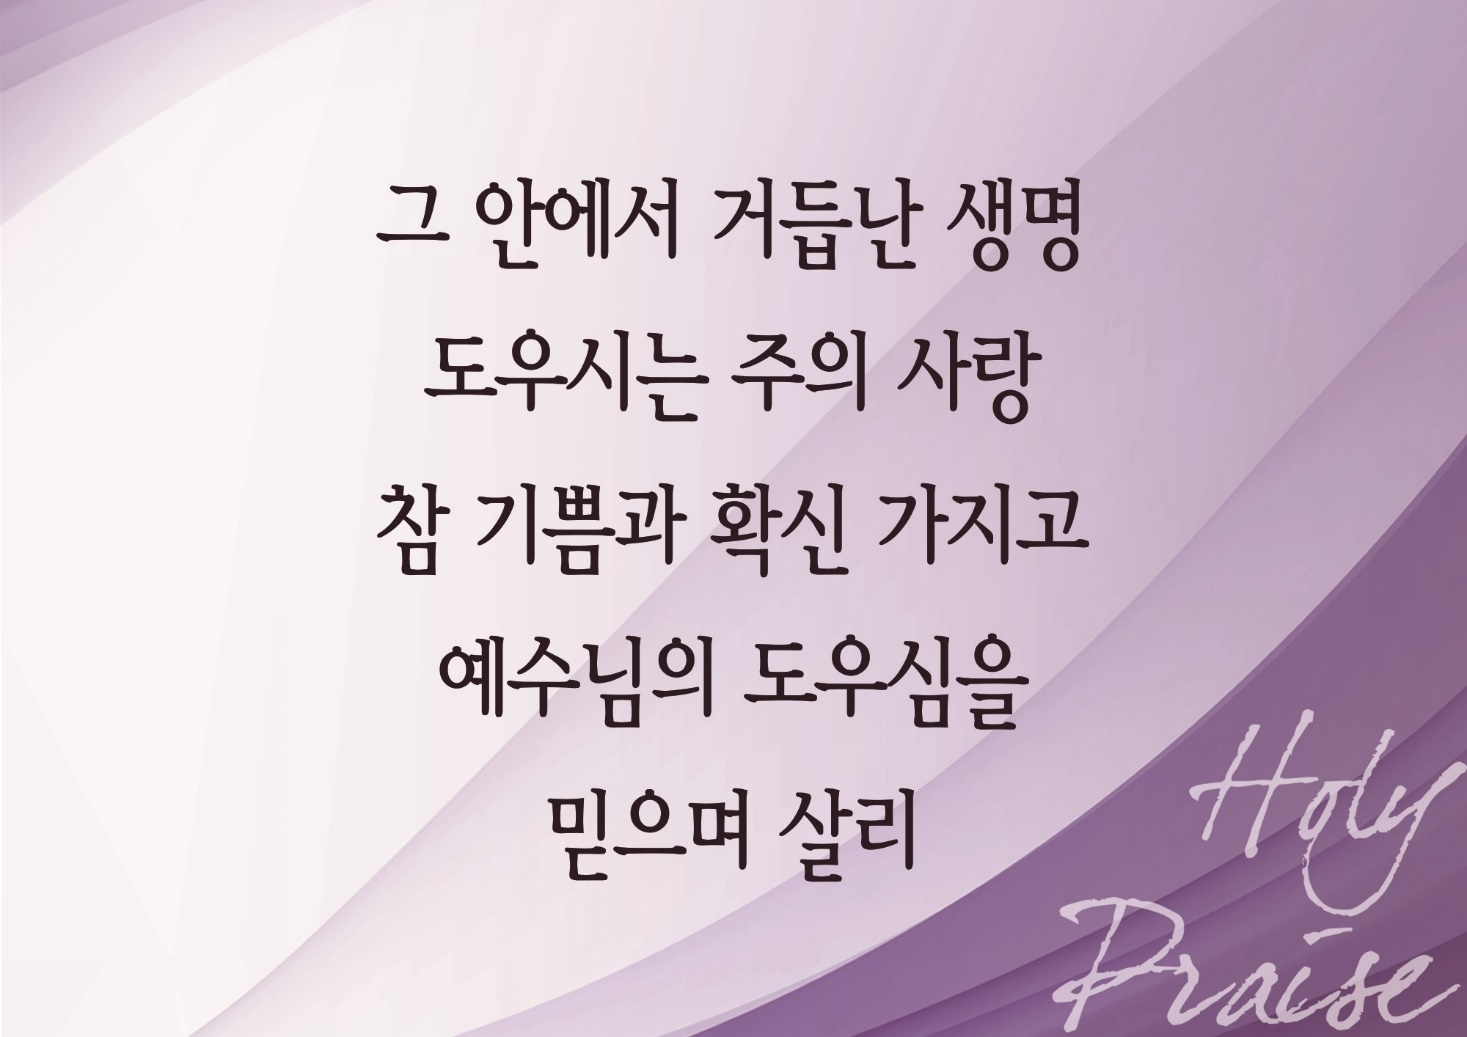 그 안에서 거듭난 생명
도우시는 주의 사랑
참 기쁨과 확신 가지고
예수님의 도우심을
믿으며 살리
Holy
Praise